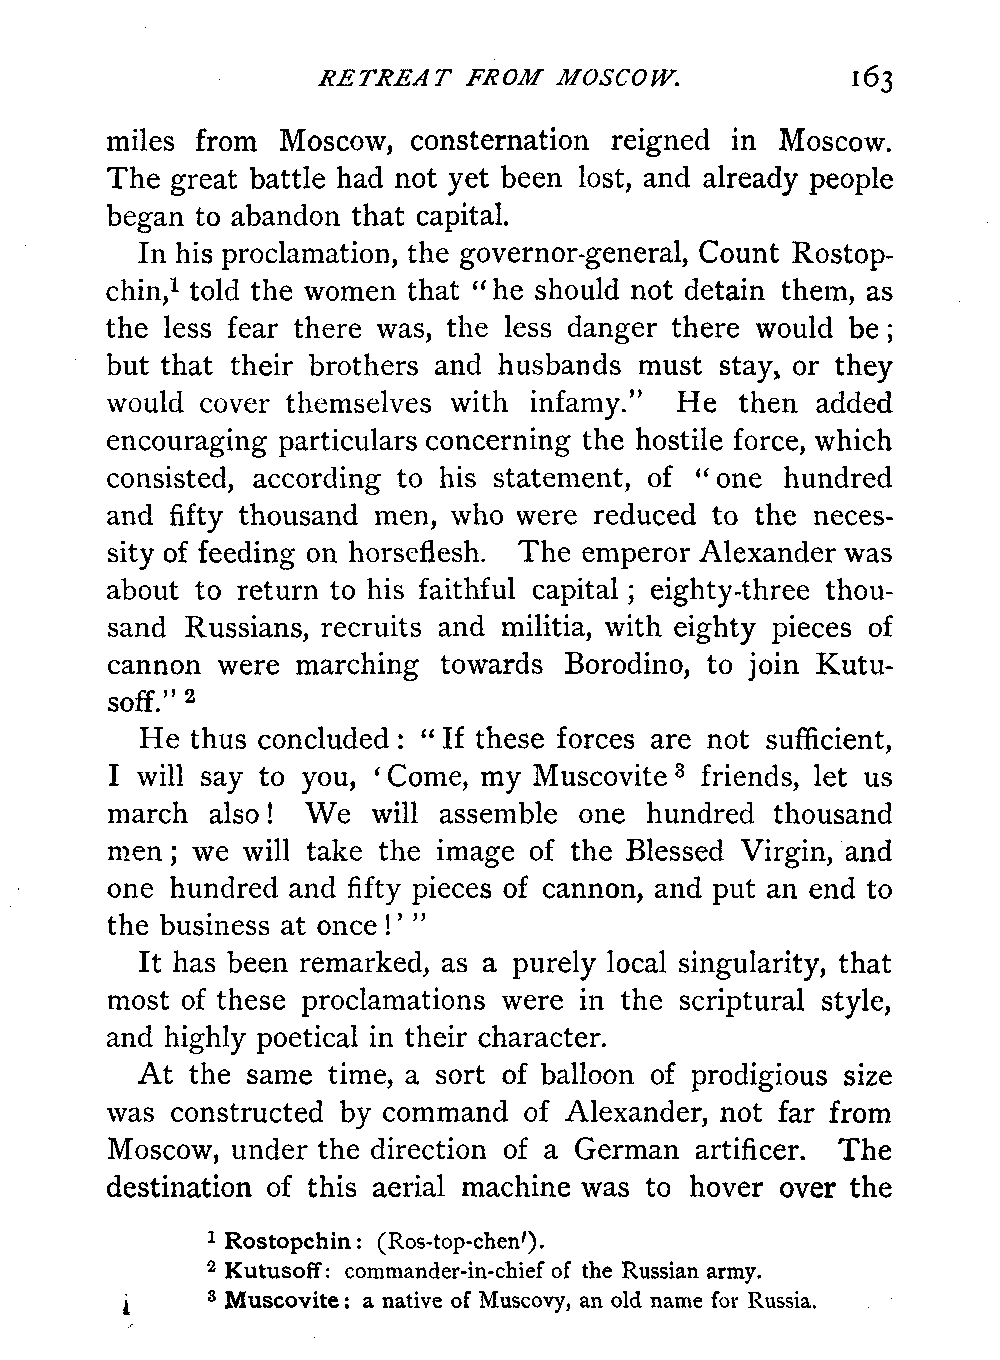 RETREAT FROM MOSCOW. 163
miles from Moscow, consternation reigned in Moscow.
The great battle had not yet been lost, and already people
began to abandon that capital.
In his proclamation, the governor-general, Count Rostop-
chin,¹ told the women that "he should not detain them, as
the less fear there was, the less danger there would be;
but that their brothers and husbands must stay, or they
would cover themselves with infamy." He then added
encouraging particulars concerning the hostile force, which
consisted, according to his statement, of "one hundred
and fifty thousand men, who were reduced to the neces-
sity of feeding on horseflesh. The emperor Alexander was
about to return to his faithful capital; eighty-three thou-
sand Russians, recruits and militia, with eighty pieces of
cannon were marching towards Borodino, to join Kutu-
soff." ²
He thus concluded: "If these forces are not sufficient,
I will say to you, 'Come, my Muscovite ³ friends, let us
march also! We will assemble one hundred thousand
men; we will take the image of the Blessed Virgin, and
one hundred and fifty pieces of cannon, and put an end to
the business at once!' "
It has been remarked, as a purely local singularity, that
most of these proclamations were in the scriptural style,
and highly poetical in their character.
At the same time, a sort of balloon of prodigious size
was constructed by command of Alexander, not far from
Moscow, under the direction of a German artificer. The
destination of this aerial machine was to hover over the
¹ Rostopchin: (Ros-top-chen').
² Kutusoff: commander-in-chief of the Russian army.
³ Muscovite: a native of Muscovy, an old name for Russia.